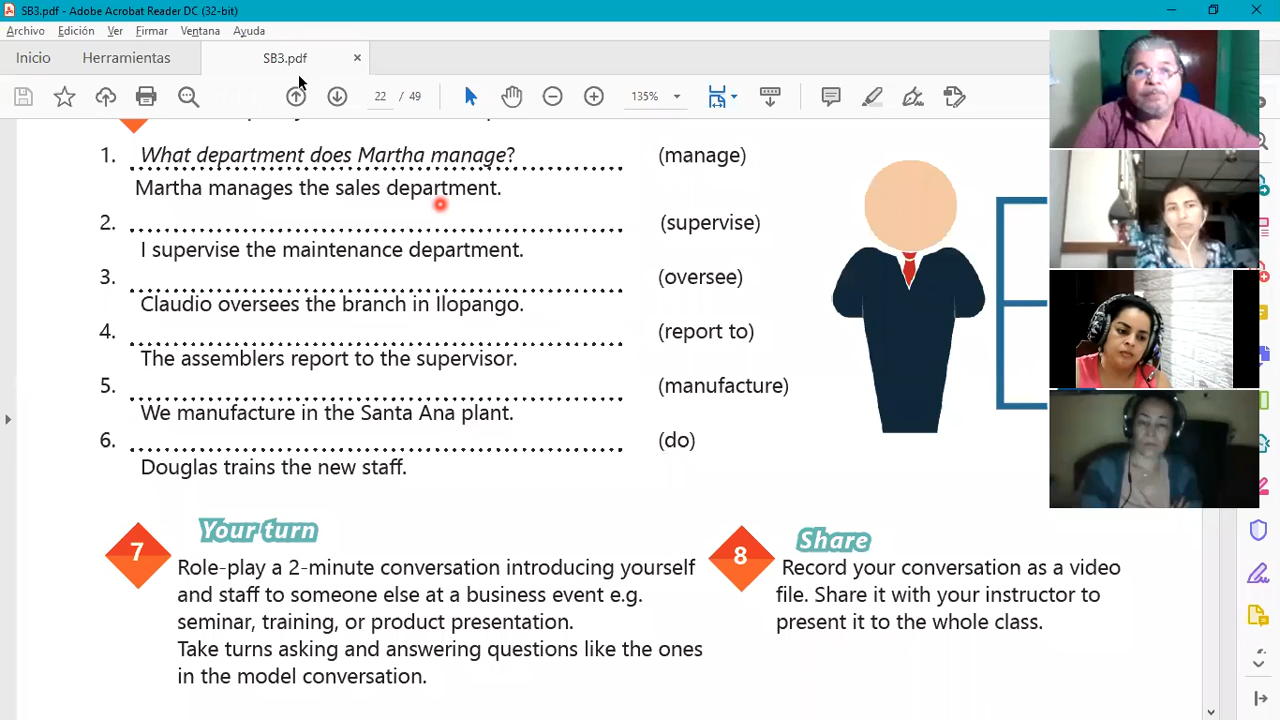 SB3.pdf - Adobe Acrobat Reader DC (32-bit)
Archivo Edición Ver Firmar Ventana Ayuda
Inicio Herramientas SB3.pdf ×
22 / 49 135%
1. What department does Martha manage? (manage)
Martha manages the sales department.
2. (supervise)
I supervise the maintenance department.
3. (oversee)
Claudio oversees the branch in Ilopango.
4. (report to)
The assemblers report to the supervisor.
5. (manufacture)
We manufacture in the Santa Ana plant.
6. (do)
Douglas trains the new staff.
7 Your turn
Role-play a 2-minute conversation introducing yourself
and staff to someone else at a business event e.g.
seminar, training, or product presentation.
Take turns asking and answering questions like the ones
in the model conversation.
8 Share
Record your conversation as a video
file. Share it with your instructor to
present it to the whole class.